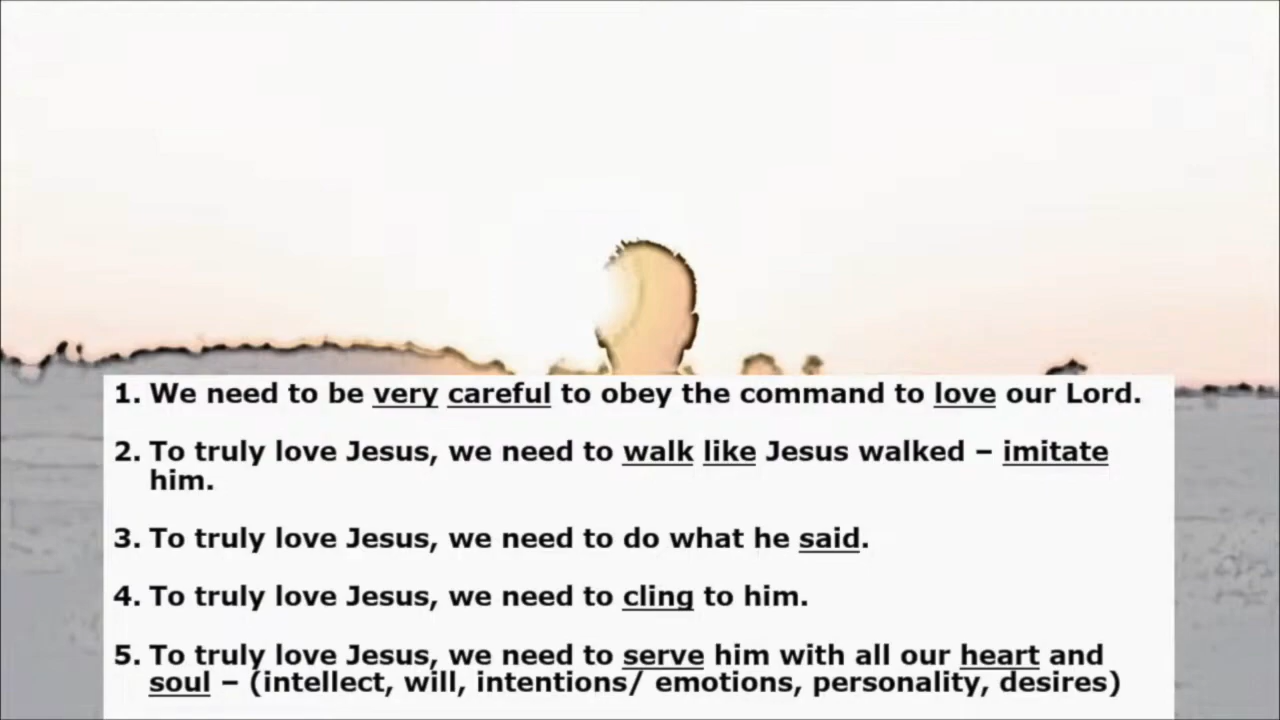 1. We need to be very careful to obey the command to love our Lord.
2. To truly love Jesus, we need to walk like Jesus walked – imitate
him.
3. To truly love Jesus, we need to do what he said.
4. To truly love Jesus, we need to cling to him.
5. To truly love Jesus, we need to serve him with all our heart and
soul – (intellect, will, intentions/ emotions, personality, desires)